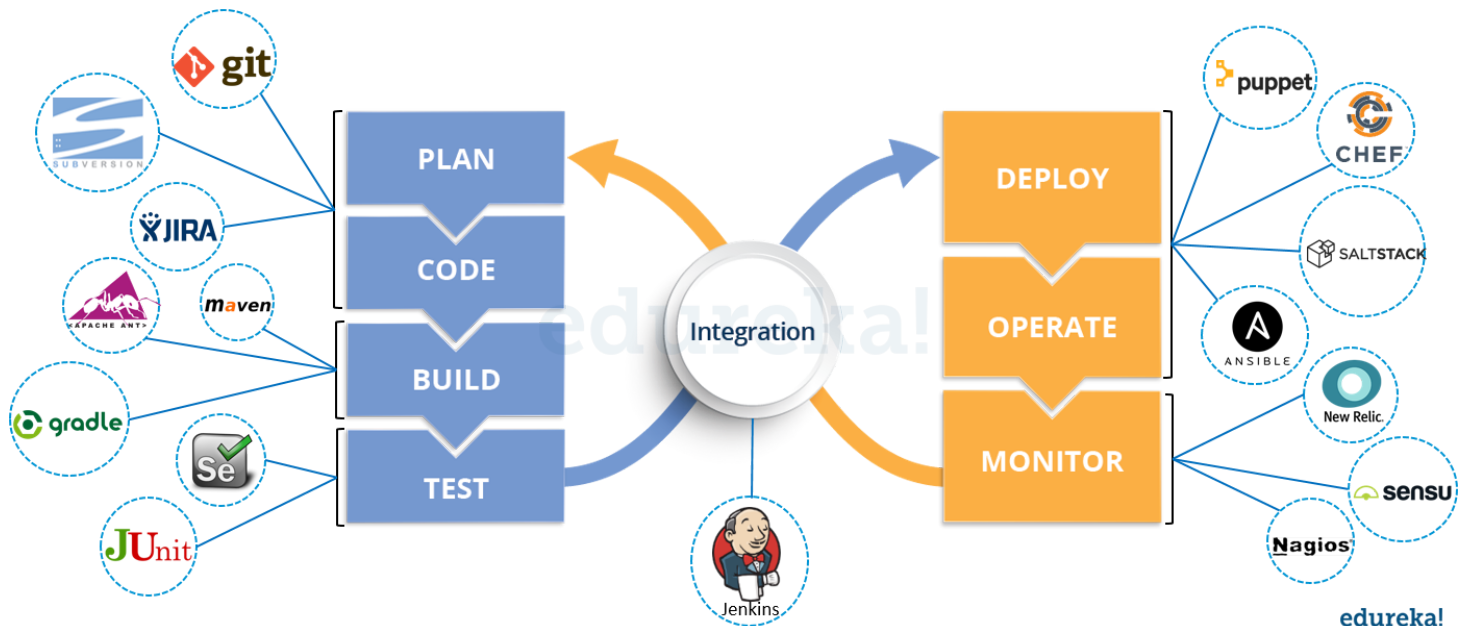 git
SUBVERSION
JIRA
<APACHE ANT>
maven
gradle
Se
JUnit
PLAN
CODE
BUILD
TEST
edureka!
Integration
Jenkins
DEPLOY
OPERATE
MONITOR
puppet
CHEF
SALTSTACK
A
ANSIBLE
New Relic.
sensu
Nagios®
edureka!